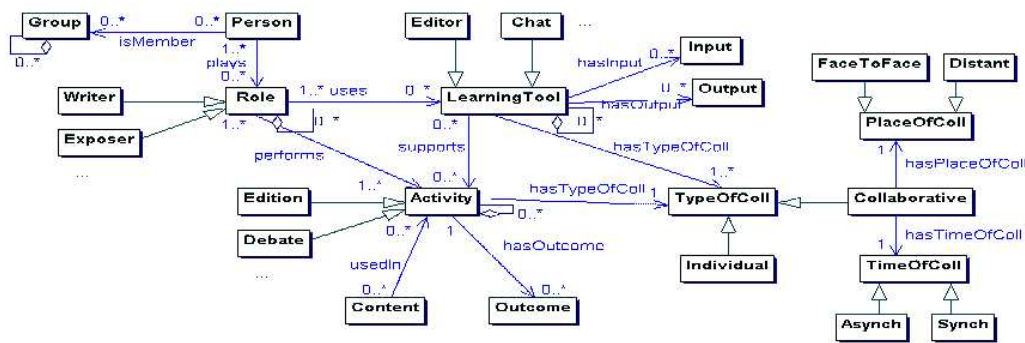 Group
0..*
0..*
Person
isMember
0..*
1..*
plays
0..*
Editor
Chat
...
Input
hasInput
0..*
Output
0..*
hasOutput
FaceToFace
Distant
PlaceOfColl
Writer
Role
1..* uses
0..*
LearningTool
Exposer
1..*
0..*
0..*
0..*
...
performs
supports
hasTypeOfColl
1
hasPlaceOfColl
1..*
0..*
1..*
Edition
Activity
hasTypeOfColl
1
TypeOfColl
Collaborative
0..*
0..*
1
Debate
hasOutcome
1
hasTimeOfColl
...
usedIn
Individual
TimeOfColl
0..*
0..*
Content
Outcome
Asynch
Synch